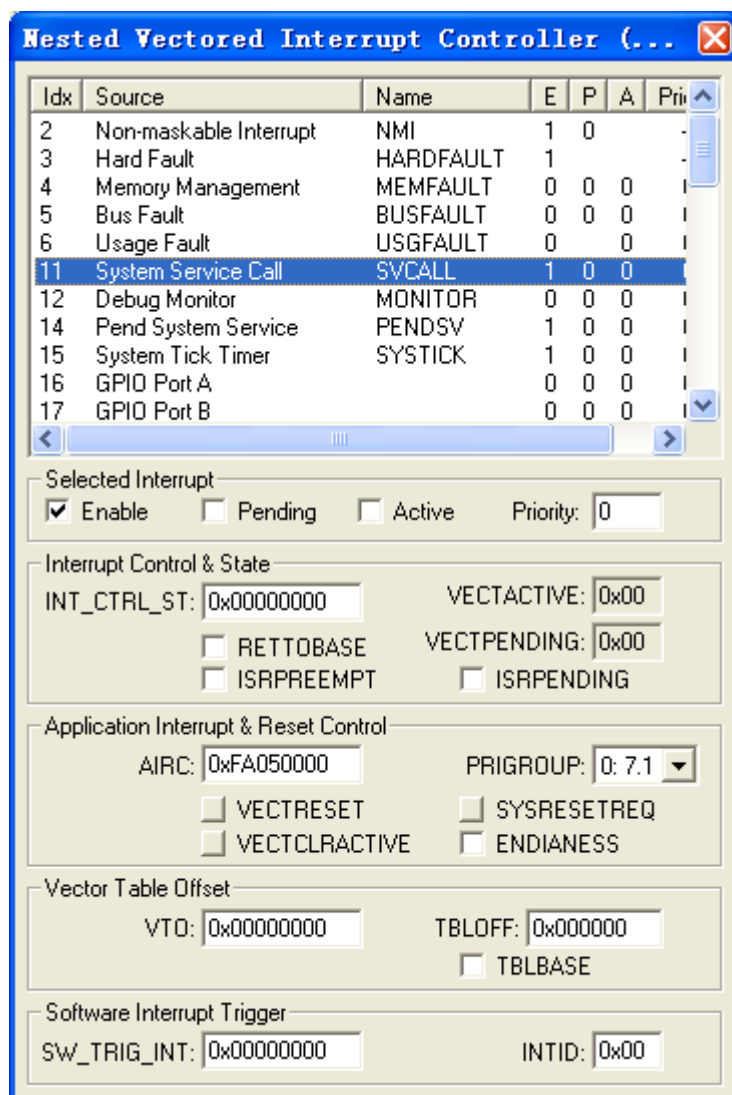 Nested Vectored Interrupt Controller (...
Idx Source Name E P A Pri
2 Non-maskable Interrupt NMI 1 0 -
3 Hard Fault HARDFAULT 1 -
4 Memory Management MEMFAULT 0 0 0
5 Bus Fault BUSFAULT 0 0 0
6 Usage Fault USGFAULT 0 0
11 System Service Call SVCALL 1 0 0
12 Debug Monitor MONITOR 0 0 0
14 Pend System Service PENDSV 1 0 0
15 System Tick Timer SYSTICK 1 0 0
16 GPIO Port A 0 0 0
17 GPIO Port B 0 0 0
Selected Interrupt
Enable Pending Active Priority: 0
Interrupt Control & State
INT_CTRL_ST: 0x00000000 VECTACTIVE: 0x00
RETTOBASE VECTPENDING: 0x00
ISRPREEMPT ISRPENDING
Application Interrupt & Reset Control
AIRC: 0xFA050000 PRIGROUP: 0: 7.1
VECTRESET SYSRESETREQ
VECTCLRACTIVE ENDIANESS
Vector Table Offset
VTO: 0x00000000 TBLOFF: 0x000000
TBLBASE
Software Interrupt Trigger
SW_TRIG_INT: 0x00000000 INTID: 0x00